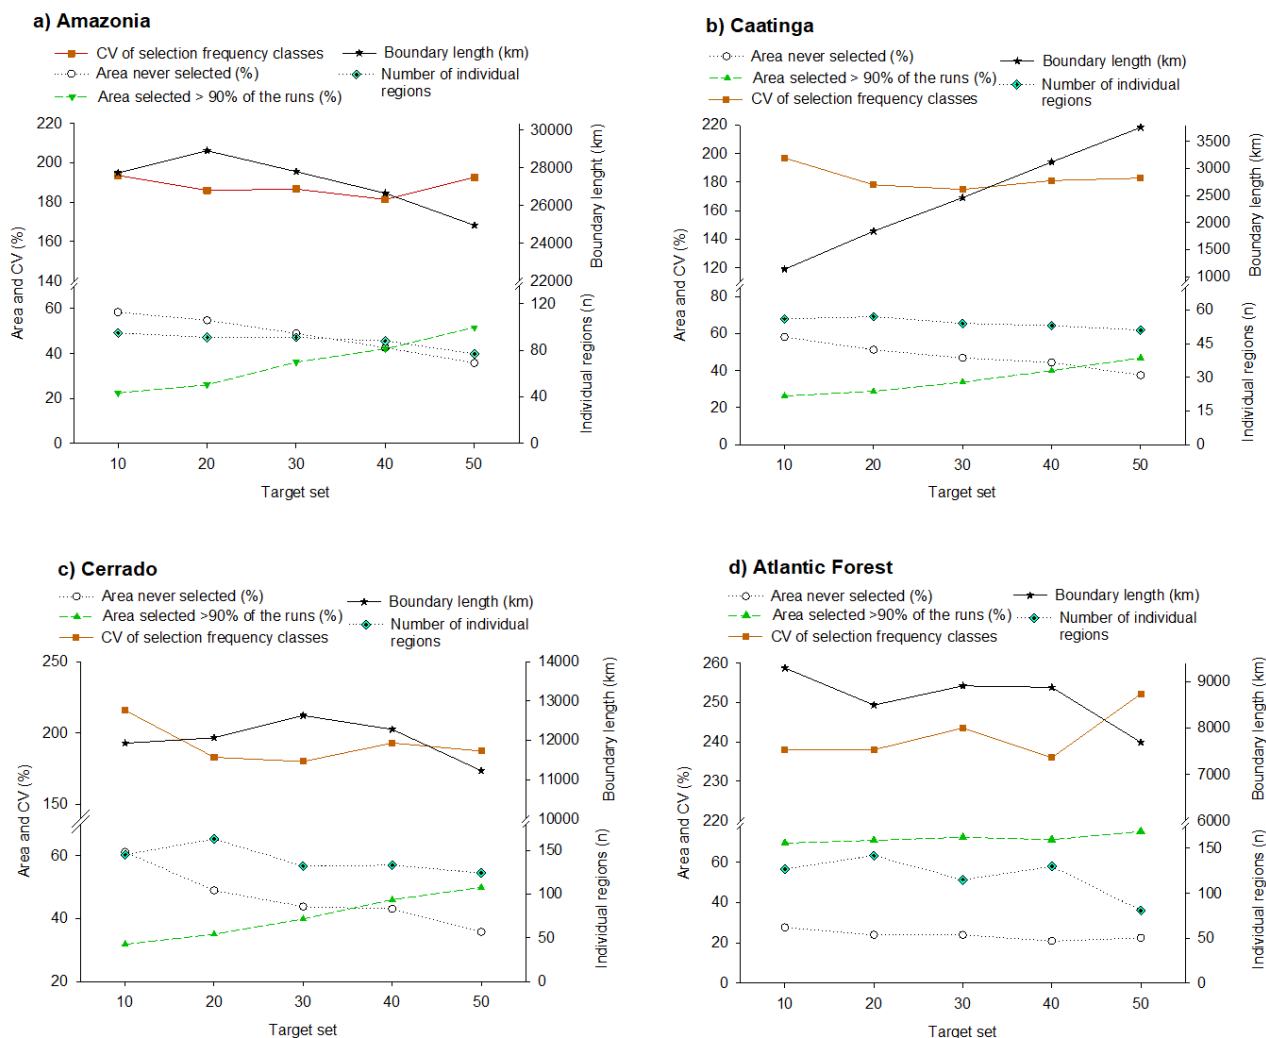 a) Amazonia
CV of selection frequency classes
Area never selected (%)
Area selected > 90% of the runs (%)
Boundary length (km)
Number of individual
regions
220
200
180
160
140
60
40
20
0
Area and CV (%)
30000
28000
26000
24000
22000
120
80
40
0
Boundary lenght (km)
Individual regions (n)
10 20 30 40 50
Target set
b) Caatinga
Area never selected (%)
Area selected > 90% of the runs (%)
CV of selection frequency classes
Boundary length (km)
Number of individual
regions
220
200
180
160
140
120
80
60
40
20
0
Area and CV (%)
3500
3000
2500
2000
1500
1000
60
45
30
15
0
Boundary length (km)
Individual regions (n)
10 20 30 40 50
Target set
c) Cerrado
Area never selected (%)
Area selected >90% of the runs (%)
CV of selection frequency classes
Boundary length (km)
Number of individual
regions
250
200
150
60
40
20
Area and CV (%)
14000
13000
12000
11000
10000
150
100
50
0
Boundary length (km)
Individual regions (n)
10 20 30 40 50
Target set
d) Atlantic Forest
Area never selected (%)
Area selected >90% of the runs (%)
CV of selection frequency classes
Boundary length (km)
Number of individual
regions
260
250
240
230
220
60
40
20
0
Area and CV (%)
9000
8000
7000
6000
150
100
50
0
Boundary length (km)
Individual regions (n)
10 20 30 40 50
Target set